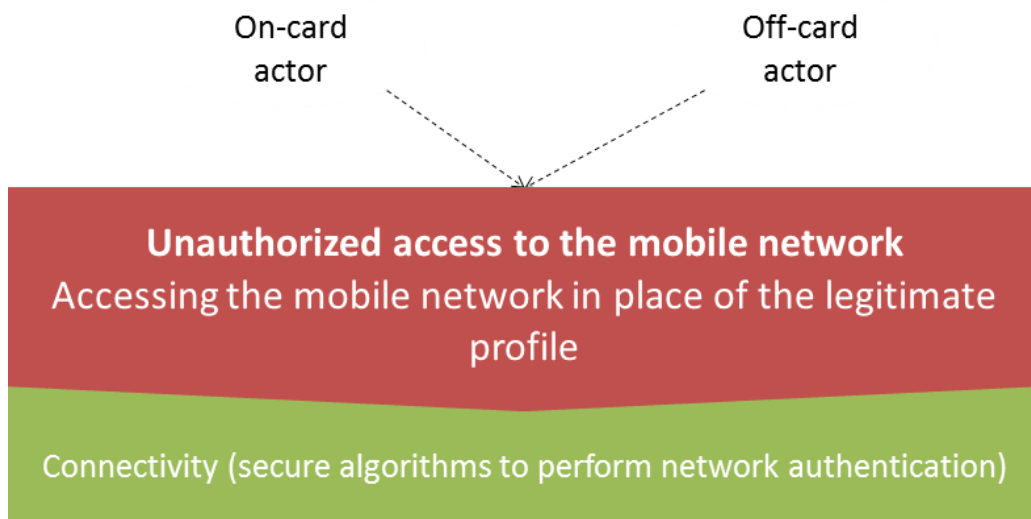 On-card
actor
Off-card
actor
Unauthorized access to the mobile network
Accessing the mobile network in place of the legitimate
profile
Connectivity (secure algorithms to perform network authentication)